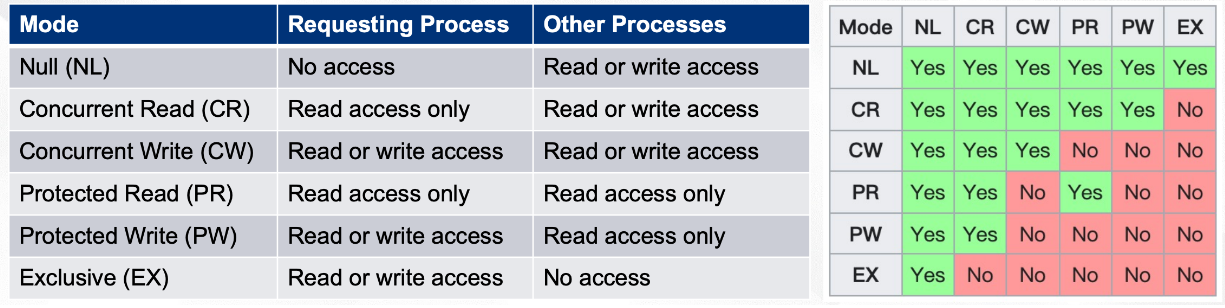 Mode Requesting Process Other Processes
Null (NL) No access Read or write access
Concurrent Read (CR) Read access only Read or write access
Concurrent Write (CW) Read or write access Read or write access
Protected Read (PR) Read access only Read access only
Protected Write (PW) Read or write access Read access only
Exclusive (EX) Read or write access No access
Mode NL CR CW PR PW EX
NL Yes Yes Yes Yes Yes Yes
CR Yes Yes Yes Yes Yes No
CW Yes Yes Yes No No No
PR Yes Yes No Yes No No
PW Yes Yes No No No No
EX Yes No No No No No